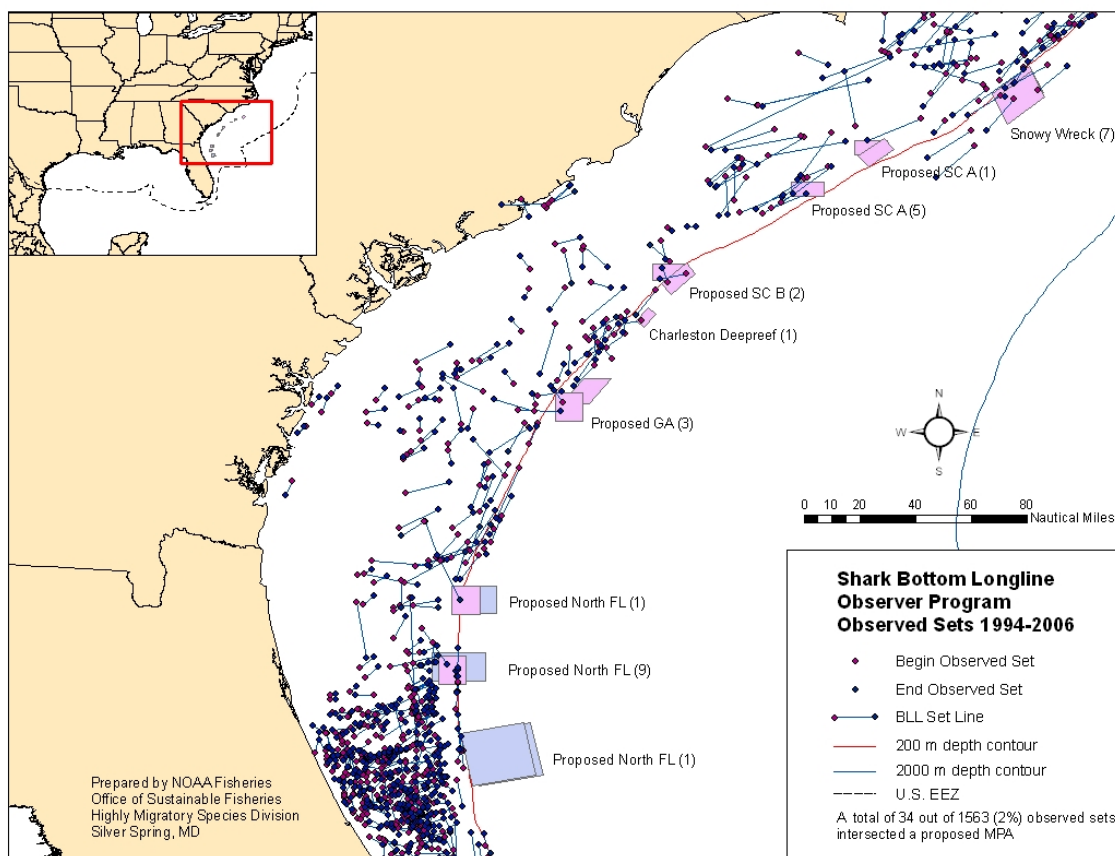 Snowy Wreck (7)
Proposed SC A (1)
Proposed SC A (5)
Proposed SC B (2)
Charleston Deepreef (1)
Proposed GA (3)
N
W E
S
0 10 20 40 60 80
Nautical Miles
Proposed North FL (1)
Proposed North FL (9)
Proposed North FL (1)
Prepared by NOAA Fisheries
Office of Sustainable Fisheries
Highly Migratory Species Division
Silver Spring, MD
Shark Bottom Longline
Observer Program
Observed Sets 1994-2006
Begin Observed Set
End Observed Set
BLL Set Line
200 m depth contour
2000 m depth contour
U.S. EEZ
A total of 34 out of 1563 (2%) observed sets
intersected a proposed MPA